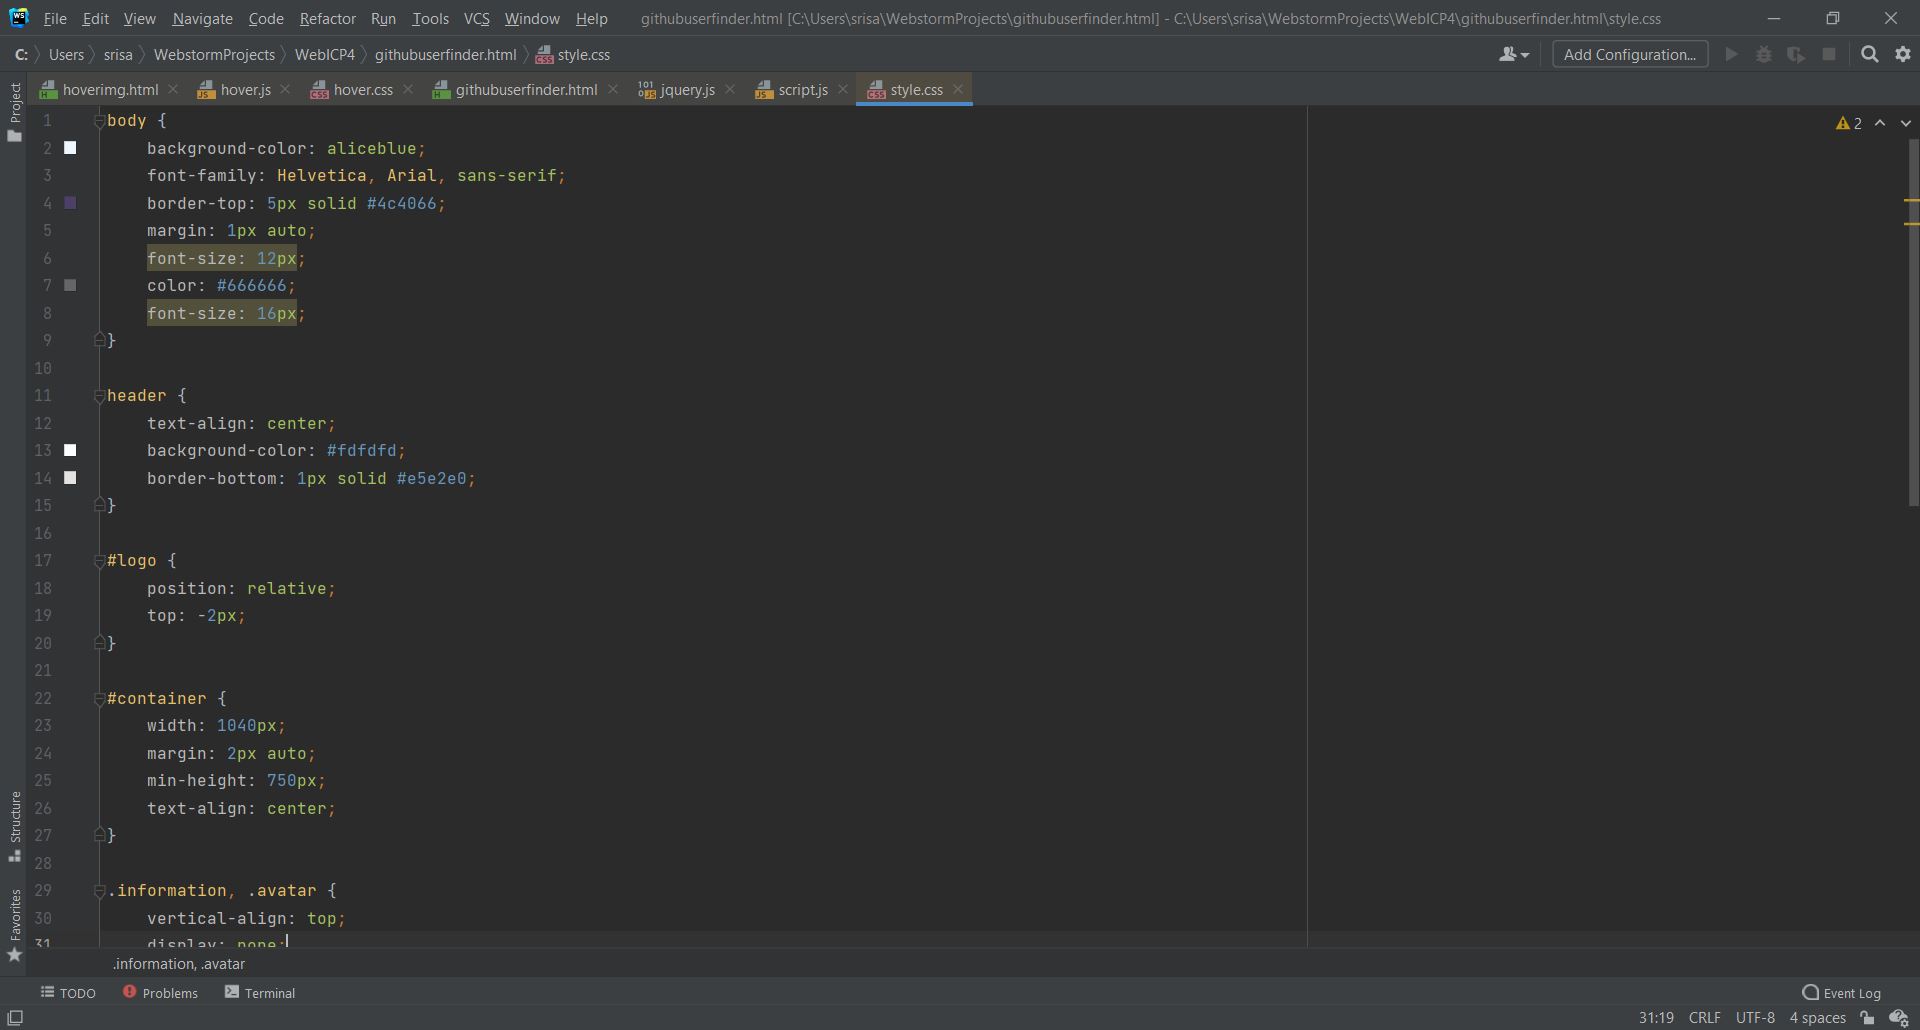 File Edit View Navigate Code Refactor Run Tools VCS Window Help githubuserfinder.html [C:\Users\srisa\WebstormProjects\githubuserfinder.html] - C:\Users\srisa\WebstormProjects\WebICP4\githubuserfinder.html\style.css
C: Users srisa WebstormProjects WebICP4 githubuserfinder.html style.css Add Configuration...
hoverimg.html hover.js hover.css githubuserfinder.html jquery.js script.js style.css
Project
1 body {
2 background-color: aliceblue;
3 font-family: Helvetica, Arial, sans-serif;
4 border-top: 5px solid #4c4066;
5 margin: 1px auto;
6 font-size: 12px;
7 color: #666666;
8 font-size: 16px;
9 }
10
11 header {
12 text-align: center;
13 background-color: #fdfdfd;
14 border-bottom: 1px solid #e5e2e0;
15 }
16
17 #logo {
18 position: relative;
19 top: -2px;
20 }
21
22 #container {
23 width: 1040px;
24 margin: 2px auto;
25 min-height: 750px;
26 text-align: center;
27 }
28
29 .information, .avatar {
30 vertical-align: top;
31 display: none;
2
Structure
Favorites
.information, .avatar
TODO Problems Terminal Event Log
31:19 CRLF UTF-8 4 spaces